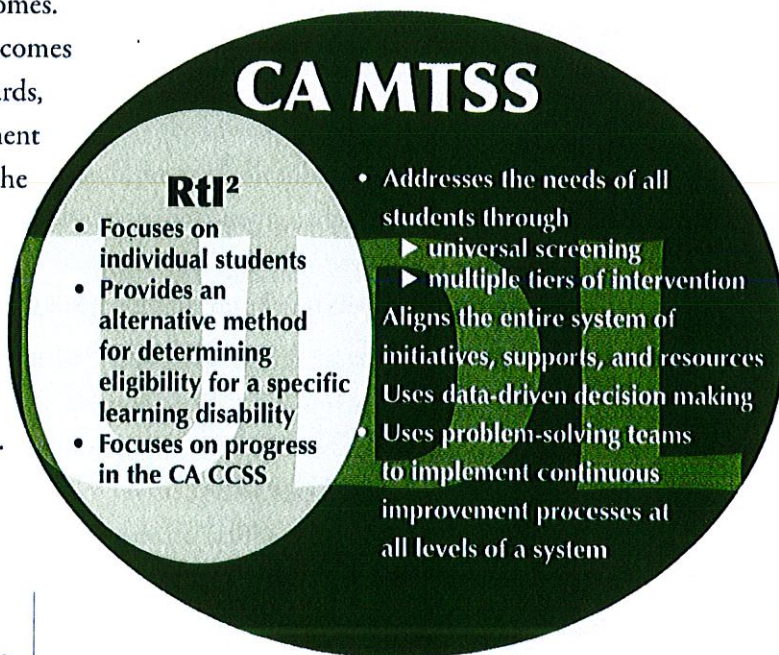 omes.
comes
rds,
nent
he
.
CA MTSS
RtI²
• Focuses on
individual students
• Provides an
alternative method
for determining
eligibility for a specific
learning disability
• Focuses on progress
in the CA CCSS
• Addresses the needs of all
students through
▶ universal screening
▶ multiple tiers of intervention
Aligns the entire system of
initiatives, supports, and resources
Uses data-driven decision making
• Uses problem-solving teams
to implement continuous
improvement processes at
all levels of a system
UDL